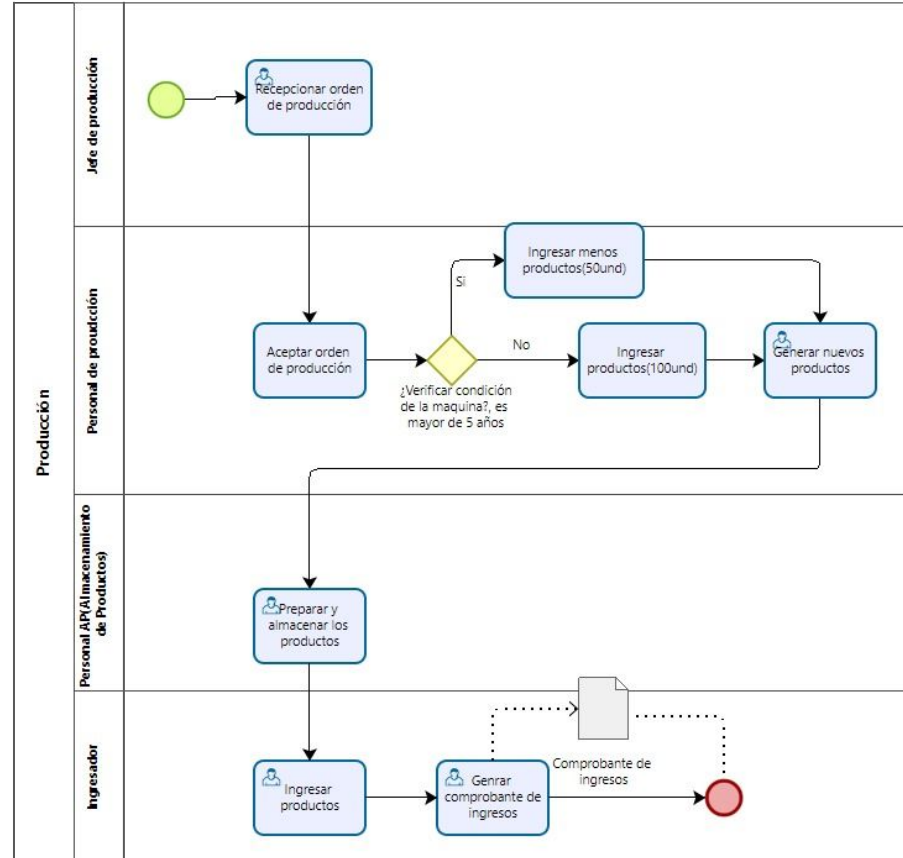 Producción
Jefe de producción
Recepcionar orden
de producción
Personal de proudcción
Ingresar menos
productos(50und)
Si
Aceptar orden
de producción
No
Ingresar
productos(100und)
Generar nuevos
productos
¿Verificar condición
de la maquina?, es
mayor de 5 años
Personal AP(Almacenamiento
de Productos)
Preparar y
almacenar los
productos
Ingresador
Ingresar
productos
Genrar
comprobante de
ingresos
Comprobante de
ingresos